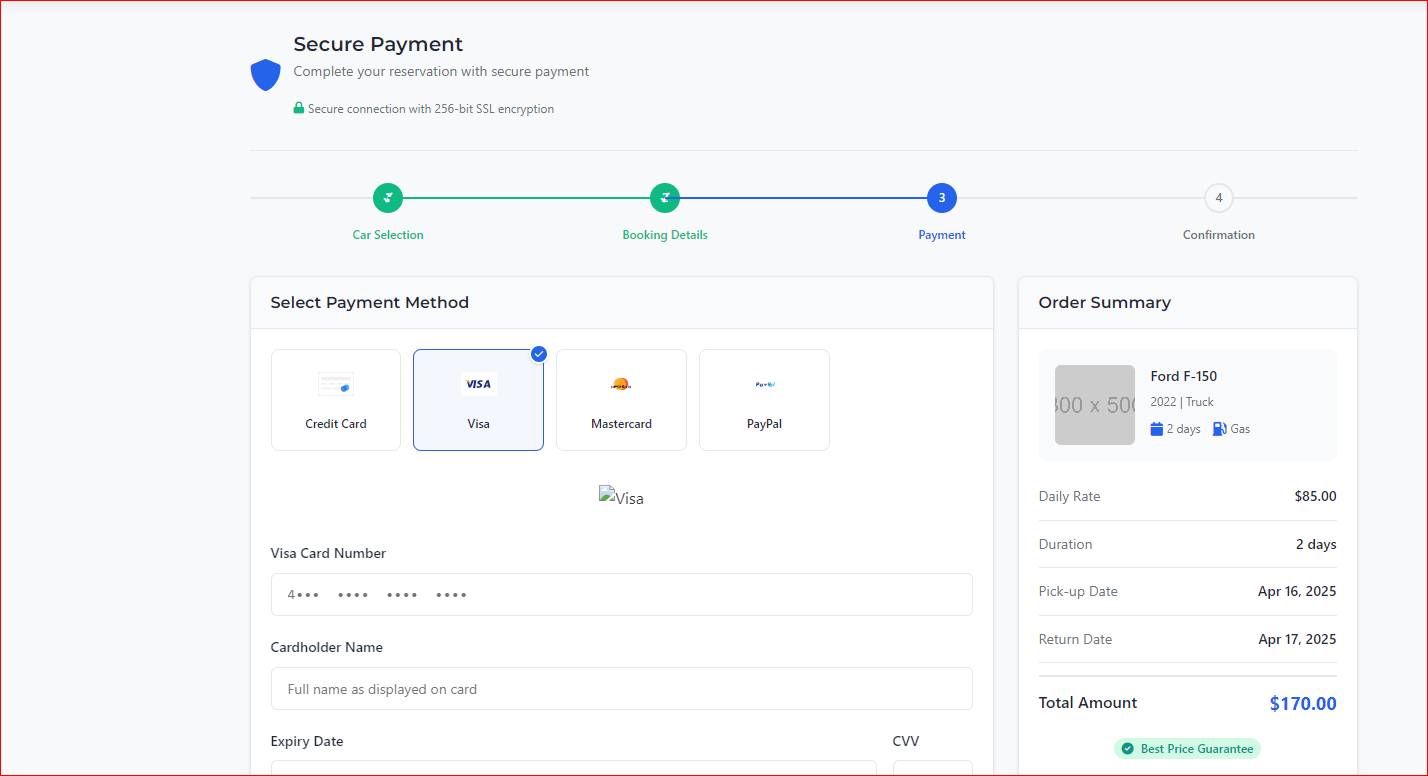 Secure Payment
Complete your reservation with secure payment
Secure connection with 256-bit SSL encryption
3
4
Car Selection
Booking Details
Payment
Confirmation
Select Payment Method
VISA
PayPal
Credit Card
Visa
Mastercard
PayPal
Visa
Visa Card Number
4••• •••• •••• ••••
Cardholder Name
Full name as displayed on card
Expiry Date
CVV
Order Summary
800 x 500
Ford F-150
2022 | Truck
2 days
Gas
Daily Rate
$85.00
Duration
2 days
Pick-up Date
Apr 16, 2025
Return Date
Apr 17, 2025
Total Amount
$170.00
Best Price Guarantee